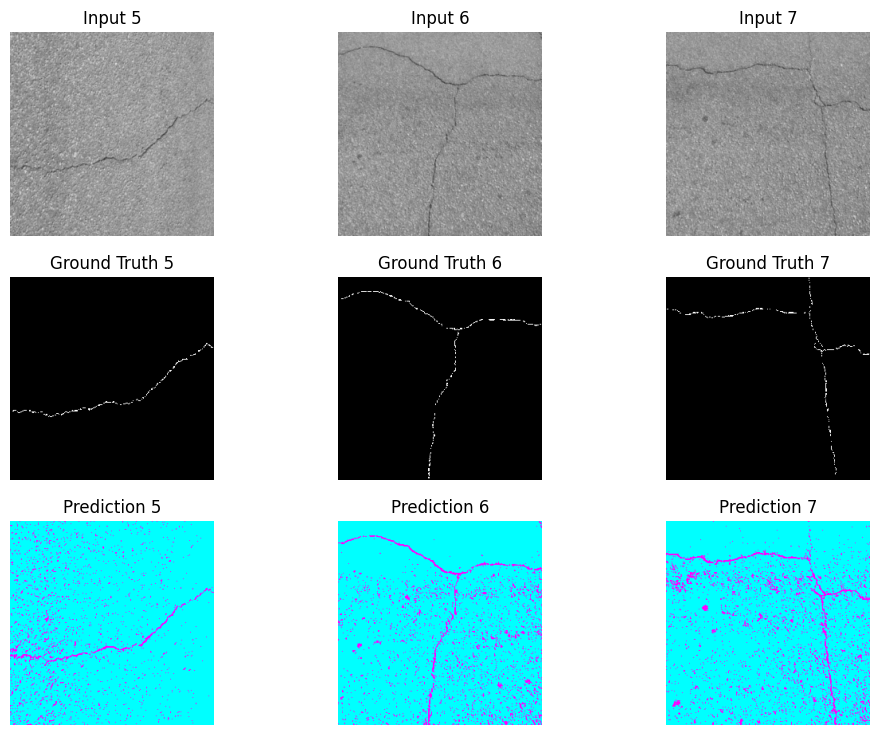 Input 5
Input 6
Input 7
Ground Truth 5
Ground Truth 6
Ground Truth 7
Prediction 5
Prediction 6
Prediction 7